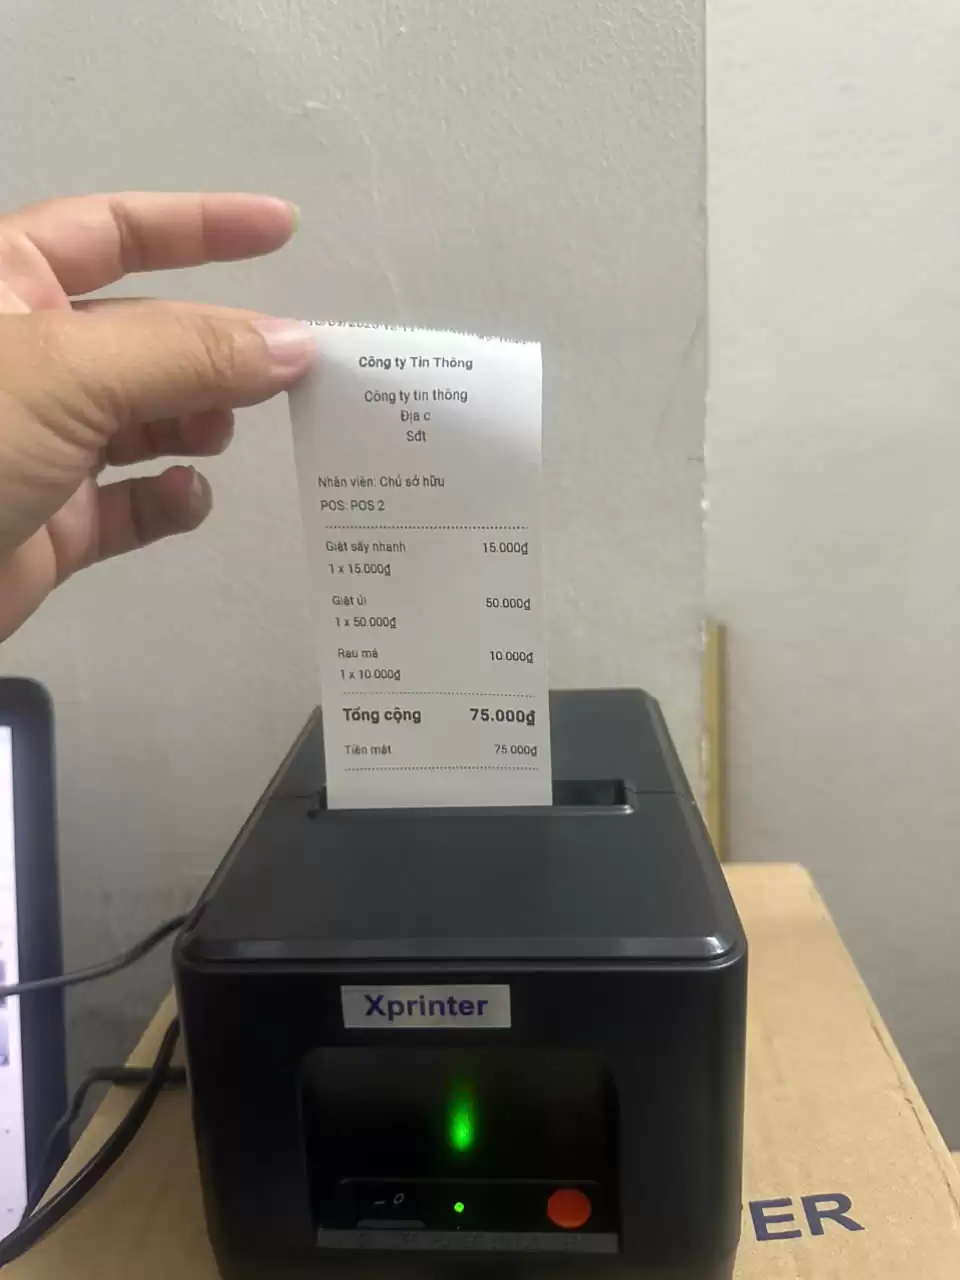 Công ty Tin Thông
Công ty tin thông
Địa c
Sđt
Nhân viên: Chủ sở hữu
POS: POS 2
Giặt sấy nhanh 15.000₫
1 x 15.000₫
Giặt ủi 50.000₫
1 x 50.000₫
Rau má 10.000₫
1 x 10.000₫
Tổng cộng 75.000₫
Tiền mặt 75.000₫
Xprinter
– O
ER